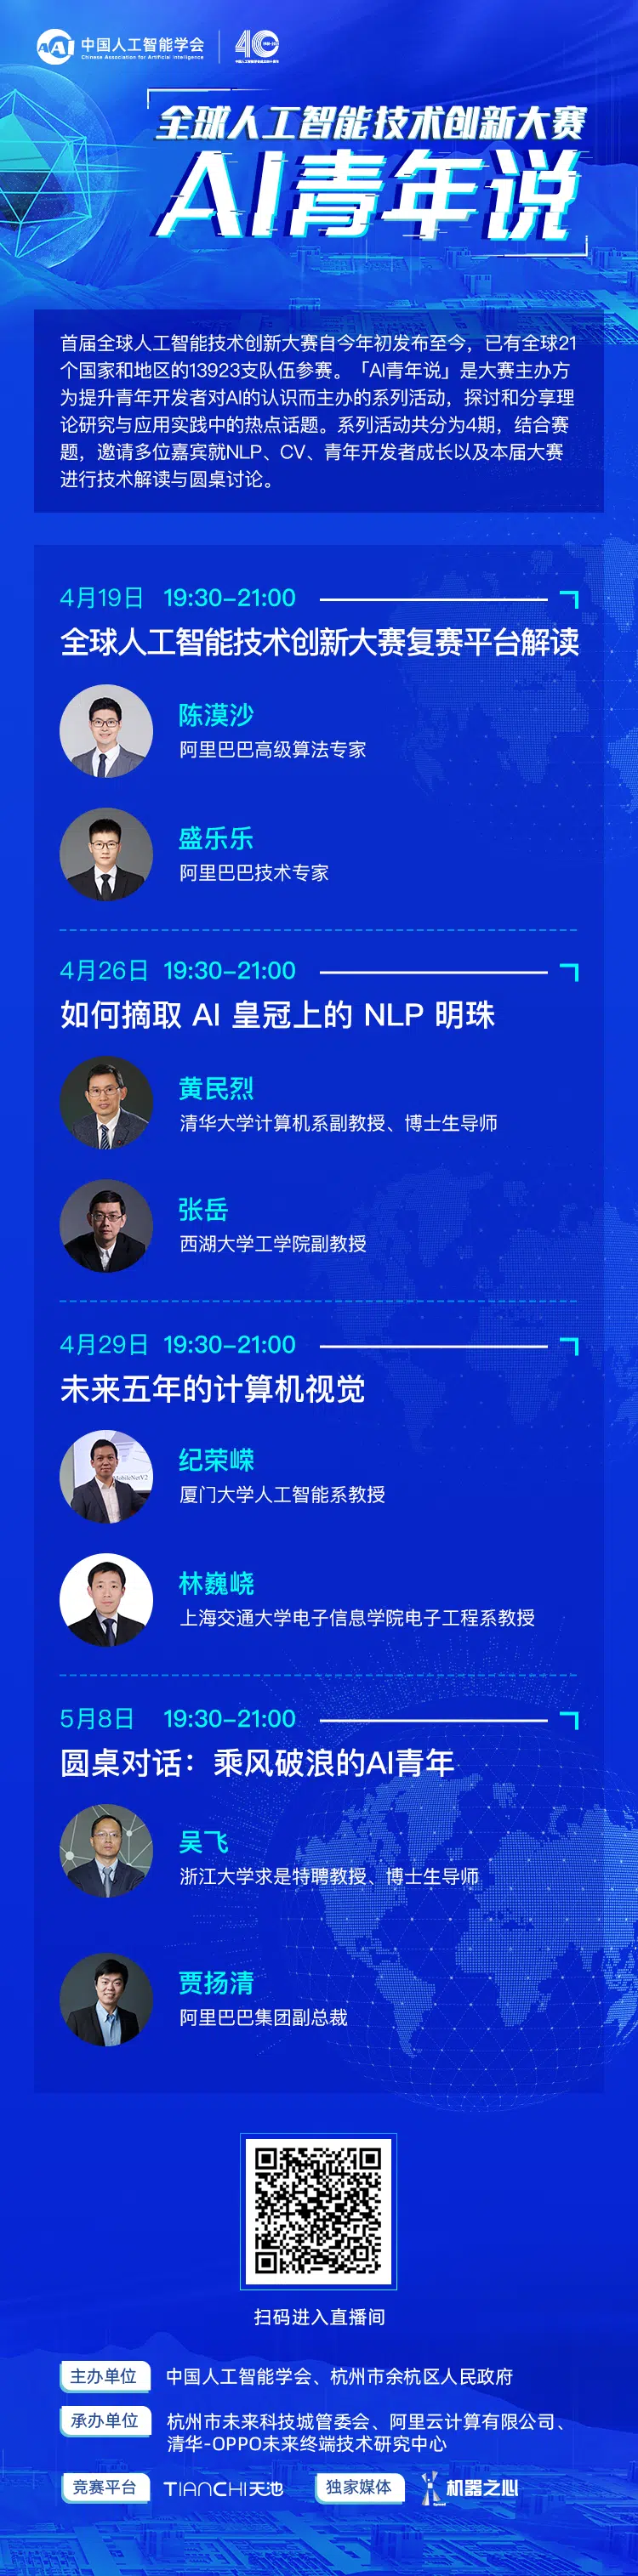 中国人工智能学会
Chinese Association for Artificial Intelligence
全球人工智能技术创新大赛
AI青年说
首届全球人工智能技术创新大赛自今年初发布至今，已有全球21
个国家和地区的13923支队伍参赛。「AI青年说」是大赛主办方
为提升青年开发者对AI的认识而主办的系列活动，探讨和分享理
论研究与应用实践中的热点话题。系列活动共分为4期，结合赛
题，邀请多位嘉宾就NLP、CV、青年开发者成长以及本届大赛
进行技术解读与圆桌讨论。
4月19日 19:30-21:00
全球人工智能技术创新大赛复赛平台解读
陈漠沙
阿里巴巴高级算法专家
盛乐乐
阿里巴巴技术专家
4月26日 19:30-21:00
如何摘取 AI 皇冠上的 NLP 明珠
黄民烈
清华大学计算机系副教授、博士生导师
张岳
西湖大学工学院副教授
4月29日 19:30-21:00
未来五年的计算机视觉
纪荣嵘
厦门大学人工智能系教授
林巍峣
上海交通大学电子信息学院电子工程系教授
5月8日 19:30-21:00
圆桌对话：乘风破浪的AI青年
吴飞
浙江大学求是特聘教授、博士生导师
贾扬清
阿里巴巴集团副总裁
扫码进入直播间
主办单位 中国人工智能学会、杭州市余杭区人民政府
承办单位 杭州市未来科技城管委会、阿里云计算有限公司、
清华-OPPO未来终端技术研究中心
竞赛平台 TIANCHI天池 独家媒体 机器之心